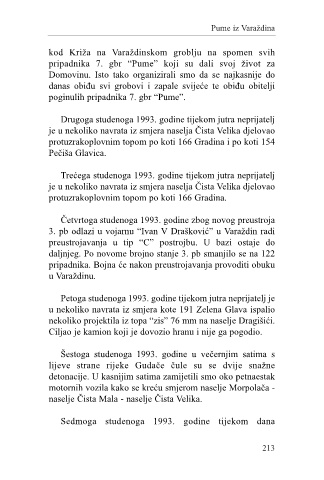 Pume iz Varaždina
kod Križa na Varaždinskom groblju na spomen svih
pripadnika 7. gbr “Pume” koji su dali svoj život za
Domovinu. Isto tako organizirali smo da se najkasnije do
danas obiđu svi grobovi i zapale svijeće te obiđu obitelji
poginulih pripadnika 7. gbr “Pume”.
Drugoga studenoga 1993. godine tijekom jutra neprijatelj
je u nekoliko navrata iz smjera naselja Čista Velika djelovao
protuzrakoplovnim topom po koti 166 Gradina i po koti 154
Pečiša Glavica.
Trećega studenoga 1993. godine tijekom jutra neprijatelj
je u nekoliko navrata iz smjera naselja Čista Velika djelovao
protuzrakoplovnim topom po koti 166 Gradina.
Četvrtoga studenoga 1993. godine zbog novog preustroja
3. pb odlazi u vojarnu “Ivan V Drašković” u Varaždin radi
preustrojavanja u tip “C” postrojbu. U bazi ostaje do
daljnjeg. Po novome brojno stanje 3. pb smanjilo se na 122
pripadnika. Bojna će nakon preustrojavanja provoditi obuku
u Varaždinu.
Petoga studenoga 1993. godine tijekom jutra neprijatelj je
u nekoliko navrata iz smjera kote 191 Zelena Glava ispalio
nekoliko projektila iz topa “zis” 76 mm na naselje Dragišići.
Ciljao je kamion koji je dovozio hranu i nije ga pogodio.
Šestoga studenoga 1993. godine u večernjim satima s
lijeve strane rijeke Gudače čule su se dvije snažne
detonacije. U kasnijim satima zamijetili smo oko petnaestak
motornih vozila kako se kreću smjerom naselje Morpolača -
naselje Čista Mala - naselje Čista Velika.
Sedmoga studenoga 1993. godine tijekom dana
213